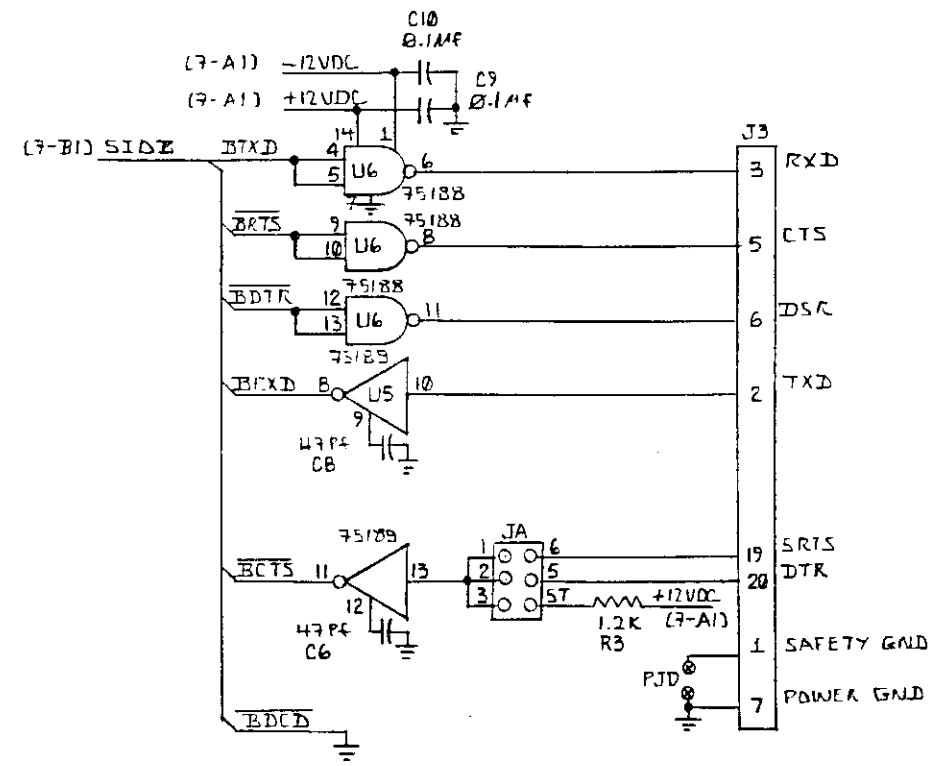 C10
0.1MF
(7-A1) -12VDC
C9
0.1MF
(7-A1) +12VDC
14 1
J3
(7-B1) SIDE BTXD 4 5 U6 6 3 RXD
7 75188
75188
BRTS 9 10 U6 8 5 CTS
75188
BDTR 12 13 U6 11 6 DSR
75189
BRXD 8 U5 10 2 TXD
9
47Pf
C8
75189
JA
1 6 19 SRTS
BCTS 11 13 2 5 20 DTR
3 ST +12VDC
12
1.2K (7-A1)
R3
47Pf
C6
1 SAFETY GND
PJD
7 POWER GND
BDCD